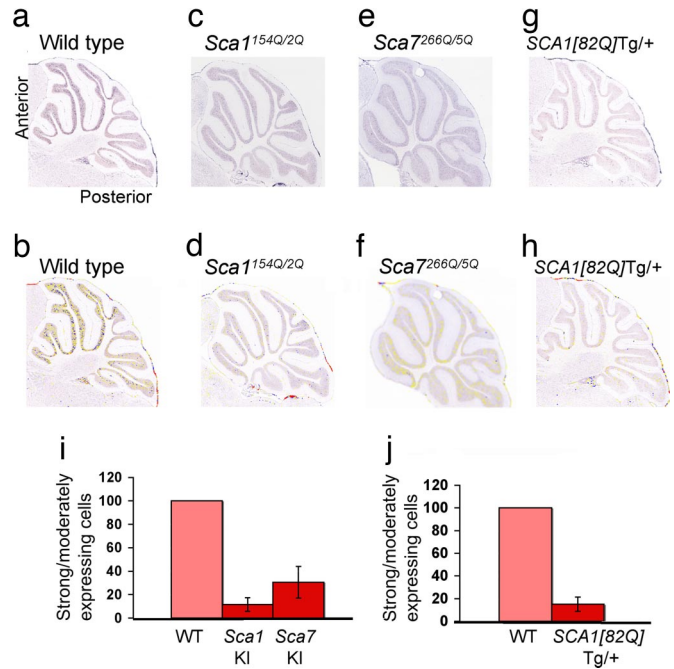 a
Wild type
Anterior
Posterior
c
Sca1^154Q/2Q
e
Sca7^266Q/5Q
g
SCA1[82Q]Tg/+
b
Wild type
d
Sca1^154Q/2Q
f
Sca7^266Q/5Q
h
SCA1[82Q]Tg/+
i
Strong/moderately
expressing cells
120
100
80
60
40
20
0
WT
Sca1
KI
Sca7
KI
j
Strong/moderately
expressing cells
120
100
80
60
40
20
0
WT
SCA1[82Q]
Tg/+